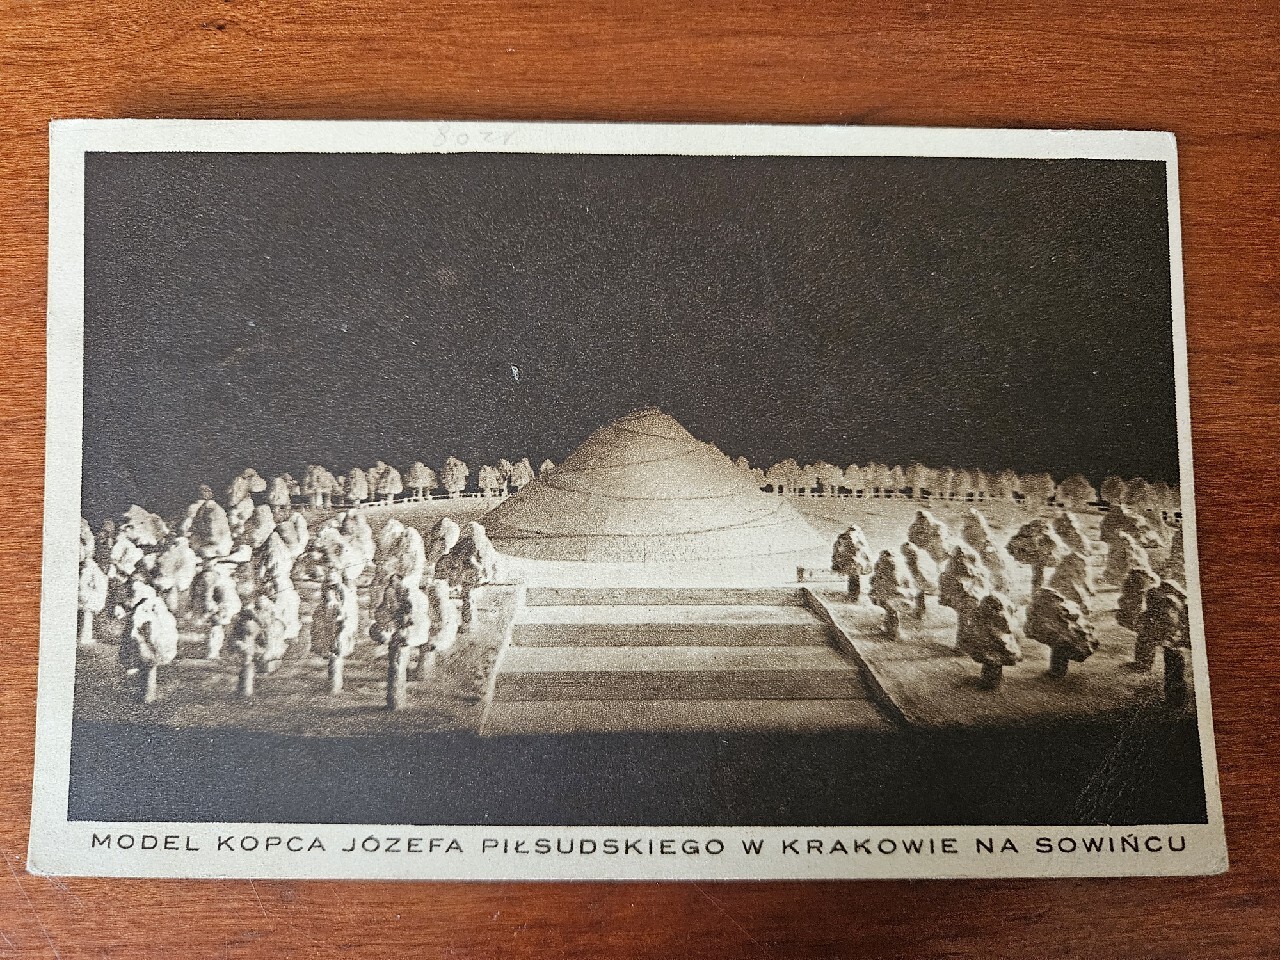 MODEL KOPCA JÓZEFA PIŁSUDSKIEGO W KRAKOWIE NA SOWIŃCU